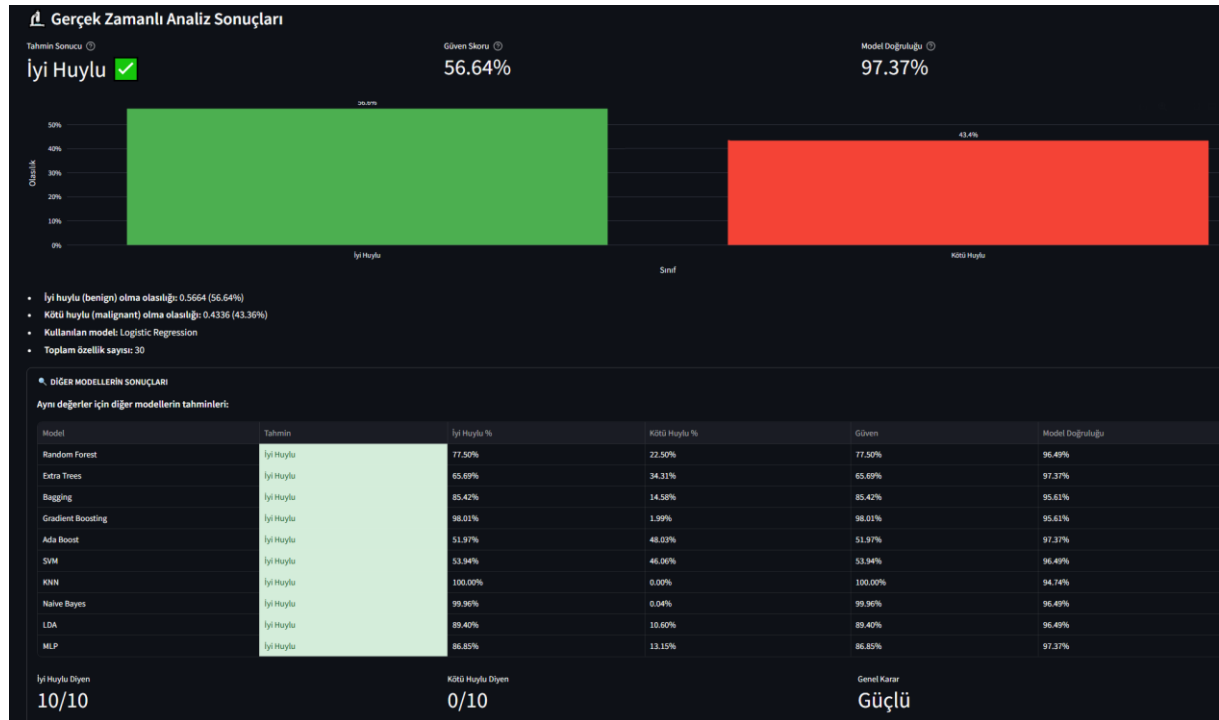 Gerçek Zamanlı Analiz Sonuçları
Tahmin Sonucu Güven Skoru Model Doğruluğu
İyi Huylu 56.64% 97.37%
56.6%
50%
43.4%
40%
30%
20%
10%
0%
Olasılık
İyi Huylu Kötü Huylu
Sınıf
• İyi huylu (benign) olma olasılığı: 0.5664 (56.64%)
• Kötü huylu (malignant) olma olasılığı: 0.4336 (43.36%)
• Kullanılan model: Logistic Regression
• Toplam özellik sayısı: 30
DİĞER MODELLERİN SONUÇLARI
Aynı değerler için diğer modellerin tahminleri:
Model Tahmin İyi Huylu % Kötü Huylu % Güven Model Doğruluğu
Random Forest İyi Huylu 77.50% 22.50% 77.50% 96.49%
Extra Trees İyi Huylu 65.69% 34.31% 65.69% 97.37%
Bagging İyi Huylu 85.42% 14.58% 85.42% 95.61%
Gradient Boosting İyi Huylu 98.01% 1.99% 98.01% 95.61%
Ada Boost İyi Huylu 51.97% 48.03% 51.97% 97.37%
SVM İyi Huylu 53.94% 46.06% 53.94% 96.49%
KNN İyi Huylu 100.00% 0.00% 100.00% 94.74%
Naive Bayes İyi Huylu 99.96% 0.04% 99.96% 96.49%
LDA İyi Huylu 89.40% 10.60% 89.40% 96.49%
MLP İyi Huylu 86.85% 13.15% 86.85% 97.37%
İyi Huylu Diyen Kötü Huylu Diyen Genel Karar
10/10 0/10 Güçlü